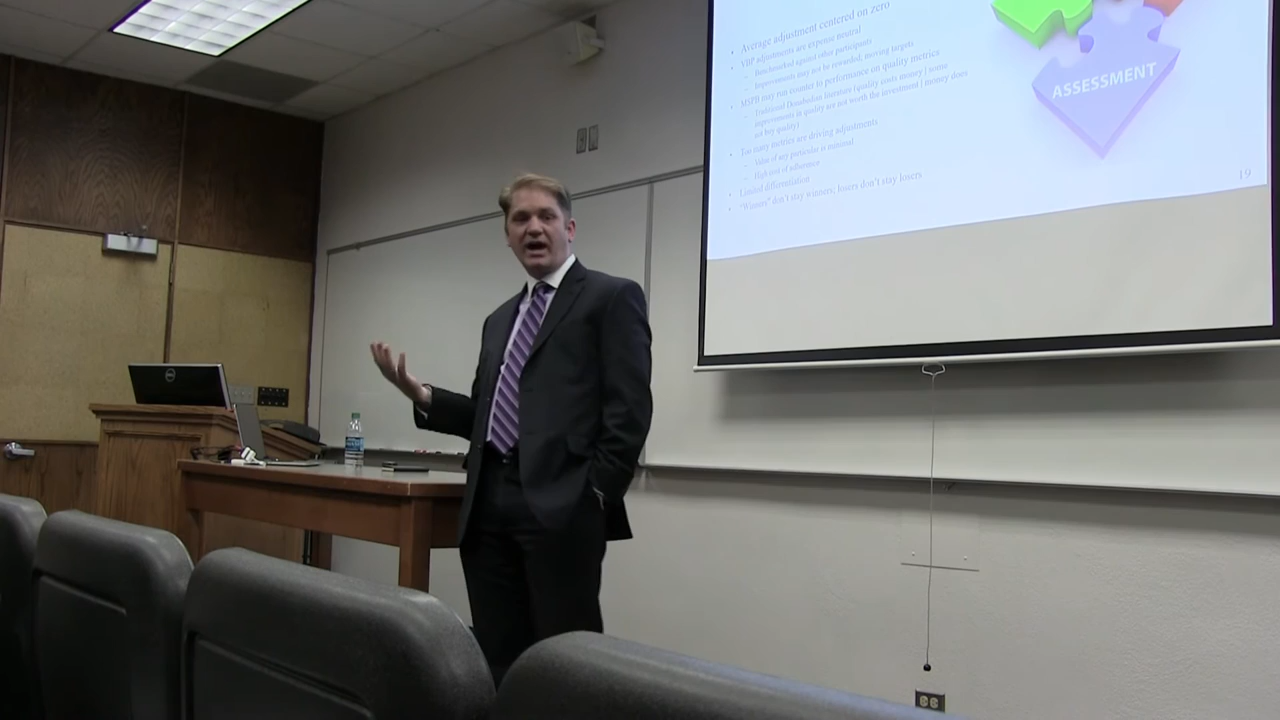 Average adjustment centered on zero
VBP adjustments are expense neutral
Benchmarked against other participants
Improvements may not be rewarded; moving targets
MSPB may run counter to performance on quality metrics
Traditional Donabedian literature (quality costs money | some
improvements in quality are not worth the investment | money does
not buy quality)
Too many metrics are driving adjustments
Value of any particular is minimal
High cost of adherence
Limited differentiation
"Winners" don't stay winners; losers don't stay losers
ASSESSMENT
19
DELL